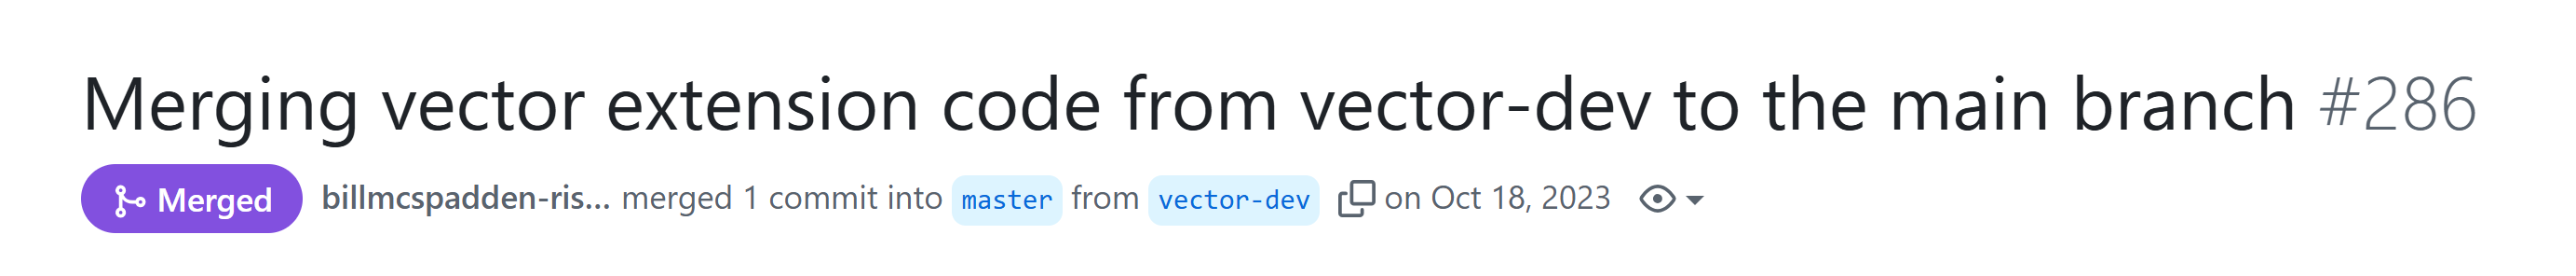 Merging vector extension code from vector-dev to the main branch #286
Merged billmcspadden-ris... merged 1 commit into master from vector-dev on Oct 18, 2023